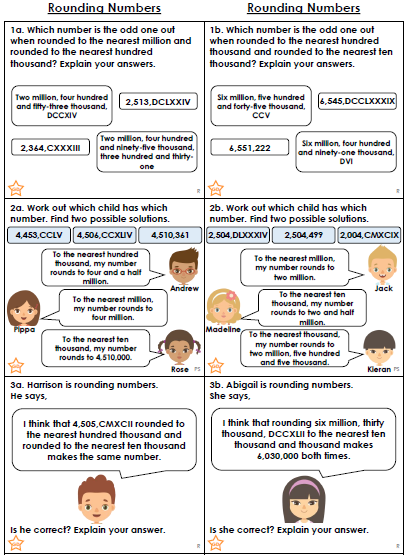 Rounding Numbers
Rounding Numbers
1a. Which number is the odd one out
when rounded to the nearest million and
rounded to the nearest hundred
thousand? Explain your answers.
Two million, four hundred
and fifty-three thousand,
DCCXIV
2,513,DCLXXIV
2,364,CXXXIII
Two million, four hundred
and ninety-five thousand,
three hundred and thirty-
one
R
1b. Which number is the odd one out
when rounded to the nearest hundred
thousand and rounded to the nearest ten
thousand? Explain your answers.
Six million, five hundred
and forty-five thousand,
CCV
6,545,DCCLXXXIX
6,551,222
Six million, four hundred
and ninety-one thousand,
DVI
R
2a. Work out which child has which
number. Find two possible solutions.
4,453,CCLV
4,506,CCXLIV
4,510,361
To the nearest hundred
thousand, my number
rounds to four and a half
million.
Andrew
To the nearest million,
my number rounds to
four million.
Pippa
To the nearest ten
thousand, my number
rounds to 4,510,000.
Rose
PS
2b. Work out which child has which
number. Find two possible solutions.
2,504,DLXXIV
2,504,499
2,004,CMXCIX
To the nearest million,
my number rounds to
two million.
Jack
To the nearest ten
thousand, my number
rounds to two and half
million.
Madeline
To the nearest thousand,
my number rounds to
two million, five hundred
and five thousand.
Kieran
PS
3a. Harrison is rounding numbers.
He says,
I think that 4,505,CMXCII rounded to
the nearest hundred thousand and
rounded to the nearest ten thousand
makes the same number.
Is he correct? Explain your answer.
R
3b. Abigail is rounding numbers.
She says,
I think that rounding six million, thirty
thousand, DCCXLII to the nearest ten
thousand and thousand makes
6,030,000 both times.
Is she correct? Explain your answer.
R